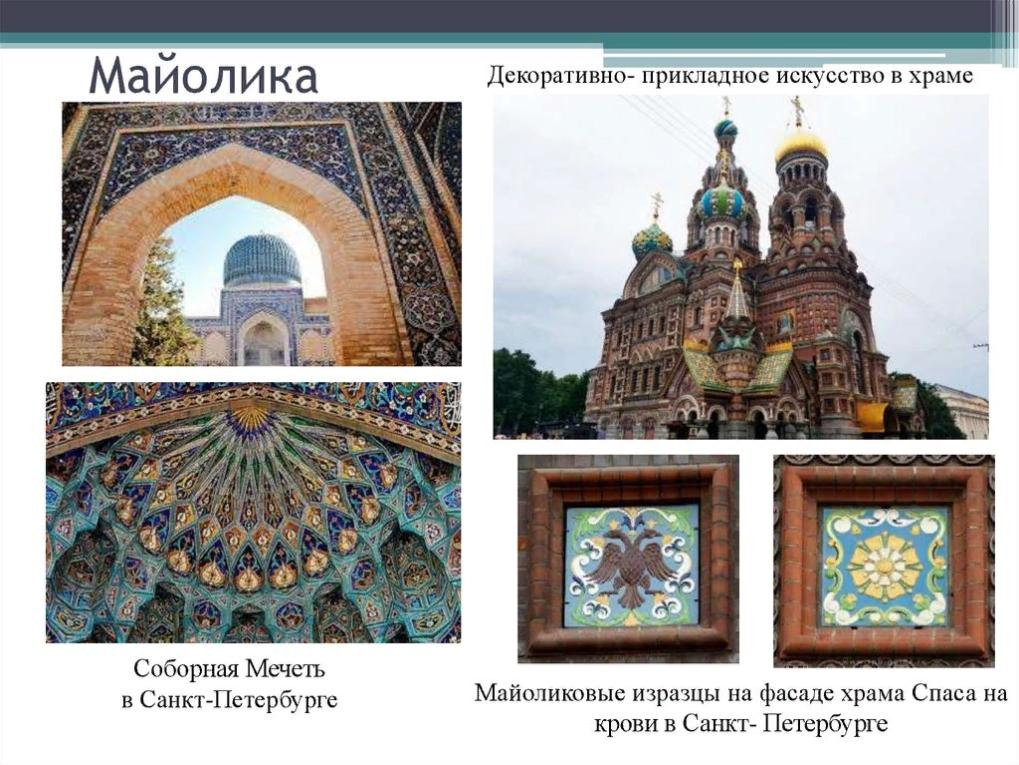 Майолика
Декоративно- прикладное искусство в храме
Соборная Мечеть
в Санкт-Петербурге
Майоликовые изразцы на фасаде храма Спаса на
крови в Санкт- Петербурге